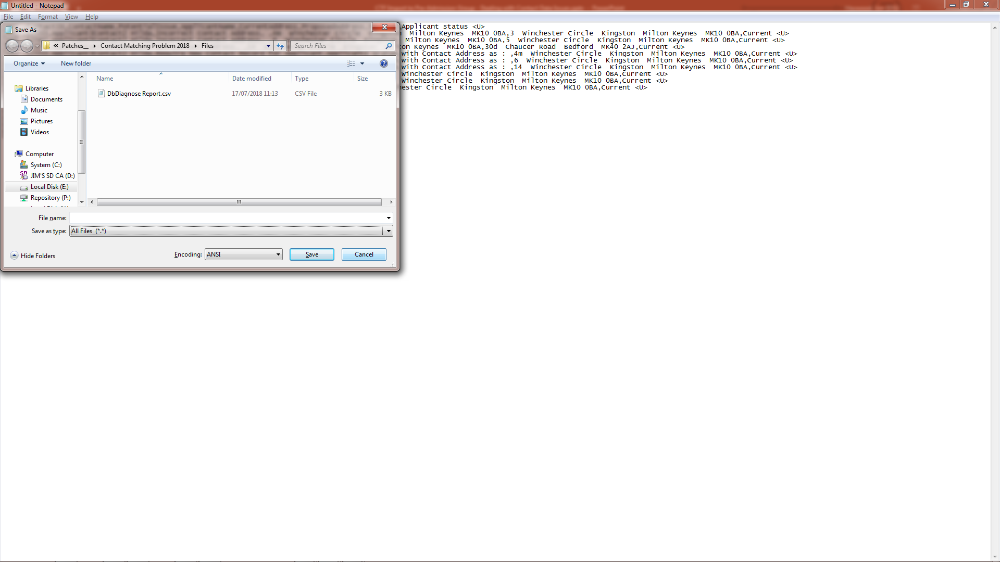 Untitled - Notepad
File Edit Format View Help
Save As
« Patches__ Contact Matching Problem 2018 Files
Search Files
Organize New folder
Name Date modified Type Size
DbDiagnose Report.csv 17/07/2018 11:13 CSV File 3 KB
Libraries
Documents
Music
Pictures
Videos
Computer
System (C:)
JIM'S SD CA (D:)
Local Disk (E:)
Repository (P:)
File name:
Save as type: All Files (*.*)
Hide Folders
Encoding: ANSI
Save
Cancel
Applicant status <U>
Milton Keynes MK10 0BA,3 Winchester Circle Kingston Milton Keynes MK10 0BA,Current <U>
Milton Keynes MK10 0BA,5 Winchester Circle Kingston Milton Keynes MK10 0BA,Current <U>
Keynes MK10 0BA,30d Chaucer Road Bedford MK40 2AJ,Current <U>
with Contact Address as : ,4m Winchester Circle Kingston Milton Keynes MK10 0BA,Current <U>
with Contact Address as : ,6 Winchester Circle Kingston Milton Keynes MK10 0BA,Current <U>
with Contact Address as : ,14 Winchester Circle Kingston Milton Keynes MK10 0BA,Current <U>
Winchester Circle Kingston Milton Keynes MK10 0BA,Current <U>
Winchester Circle Kingston Milton Keynes MK10 0BA,Current <U>
Circle Kingston Milton Keynes MK10 0BA,Current <U>